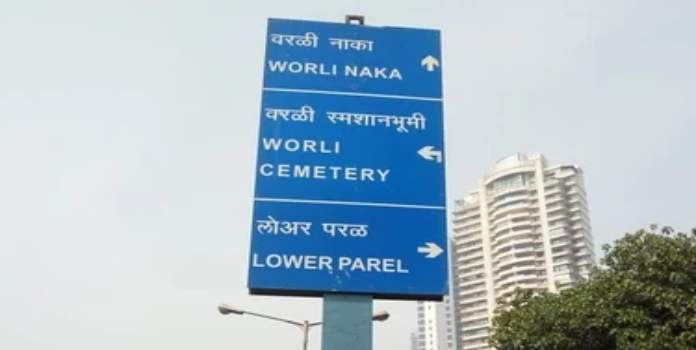 वरळी नाका
WORLI NAKA
वरळी स्मशानभूमी
WORLI
CEMETERY
लोअर परळ
LOWER PAREL